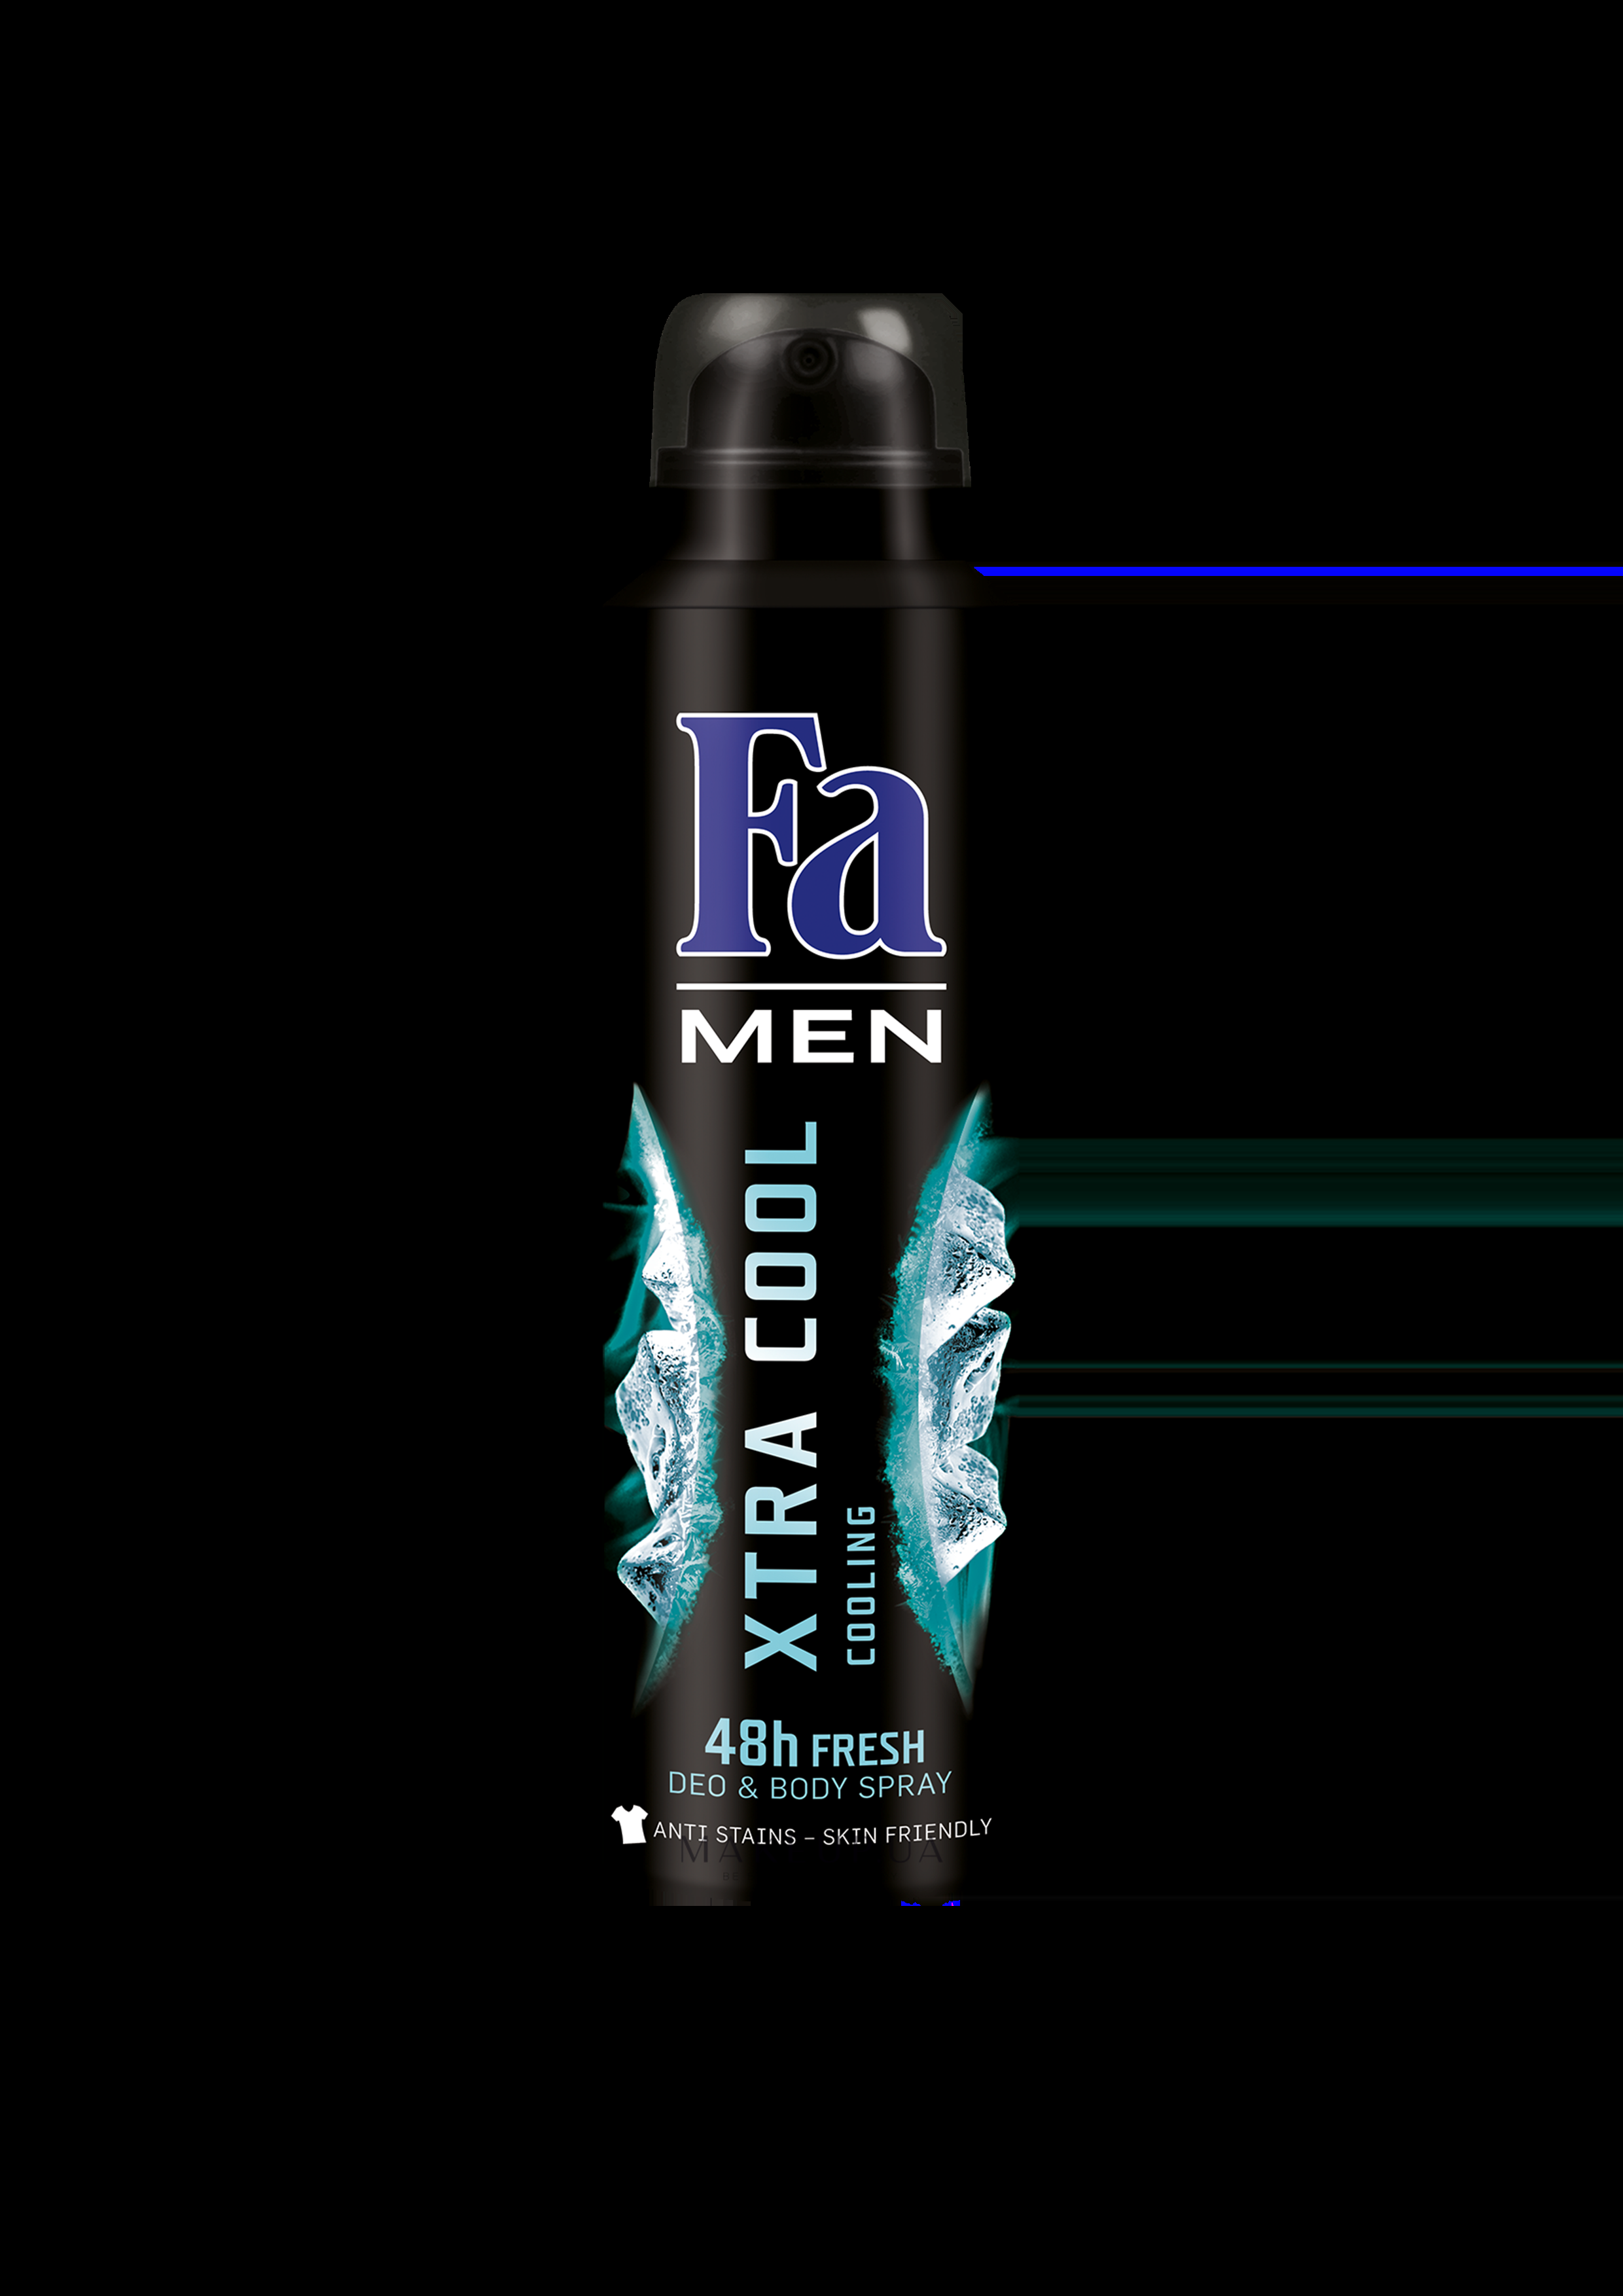 Fa
MEN
XTRA COOL
COOLING
48h FRESH
DEO & BODY SPRAY
ANTI STAINS – SKIN FRIENDLY